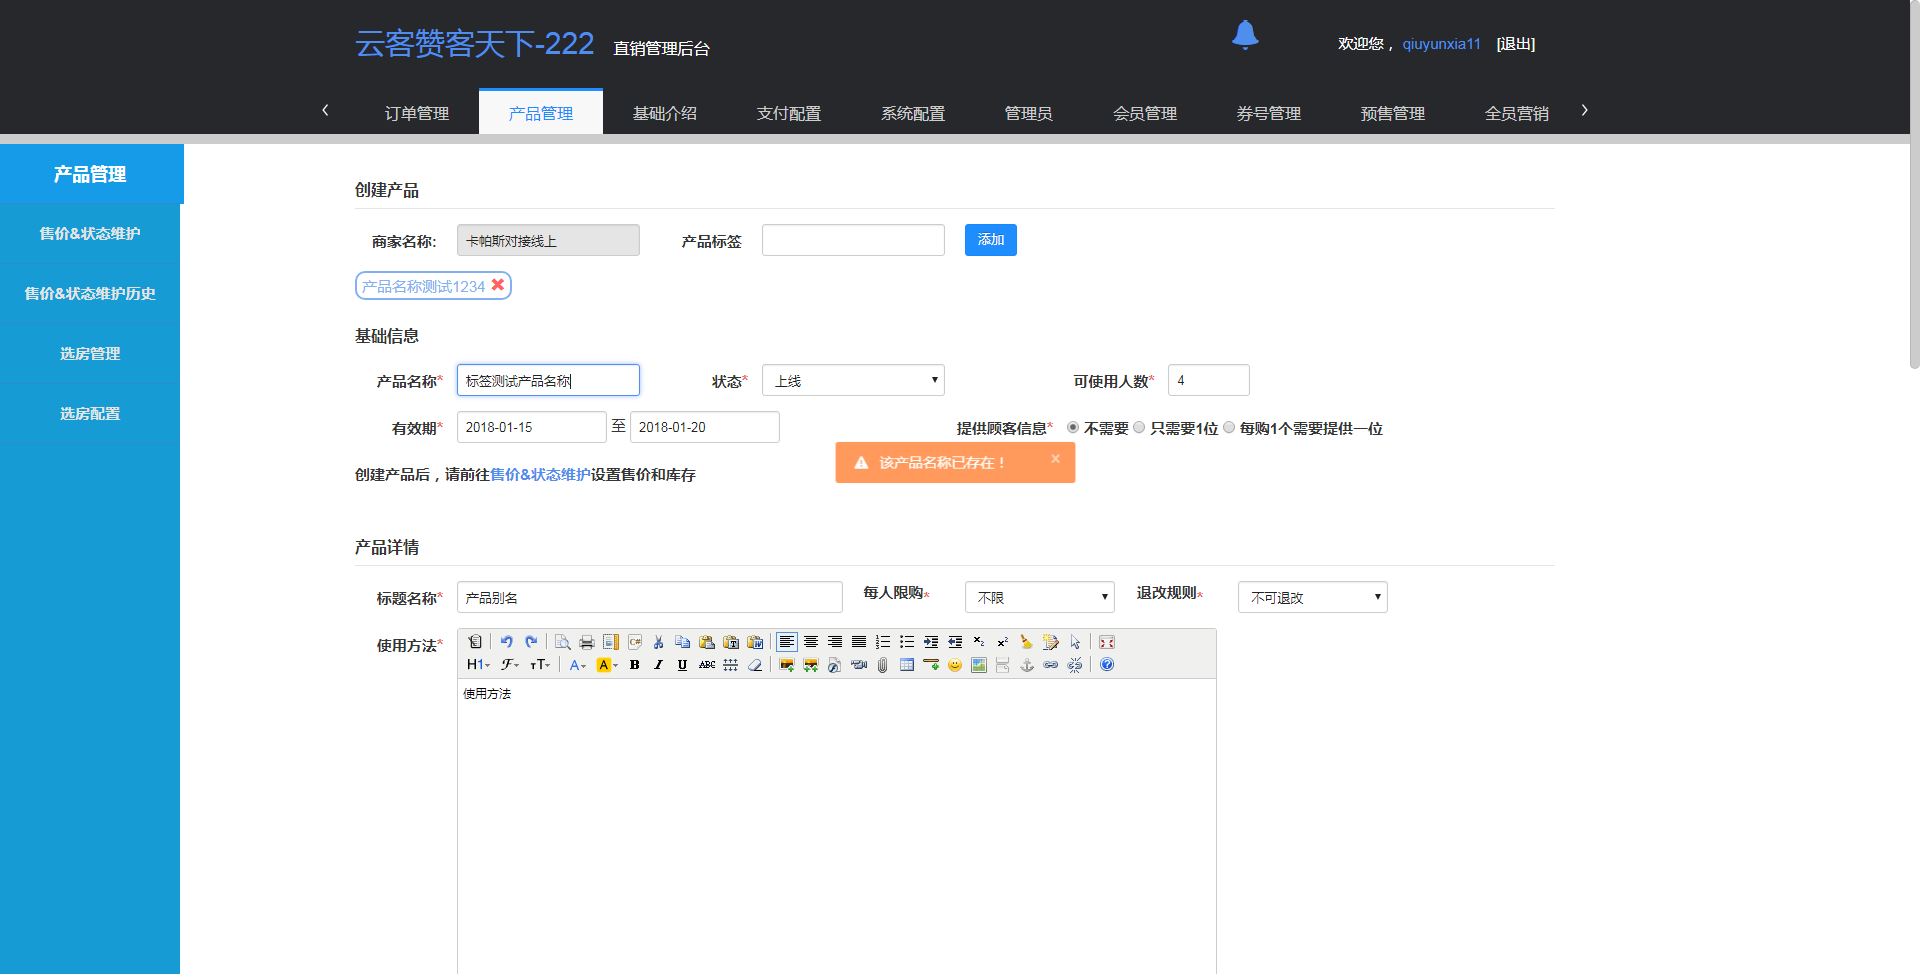 云客赞客天下-222 直销管理后台 欢迎您， qiuyunxia11 [退出]
订单管理 产品管理 基础介绍 支付配置 系统配置 管理员 会员管理 券号管理 预售管理 全员营销
产品管理
售价&状态维护
售价&状态维护历史
选房管理
选房配置
创建产品
商家名称: 卡帕斯对接线上 产品标签 添加
产品名称测试1234
基础信息
产品名称* 标签测试产品名称 状态* 上线 可使用人数* 4
有效期* 2018-01-15 至 2018-01-20 提供顾客信息* 不需要 只需要1位 每购1个需要提供一位
该产品名称已存在！ ×
创建产品后，请前往售价&状态维护设置售价和库存
产品详情
标题名称* 产品别名 每人限购* 不限 退改规则* 不可退改
使用方法*
使用方法